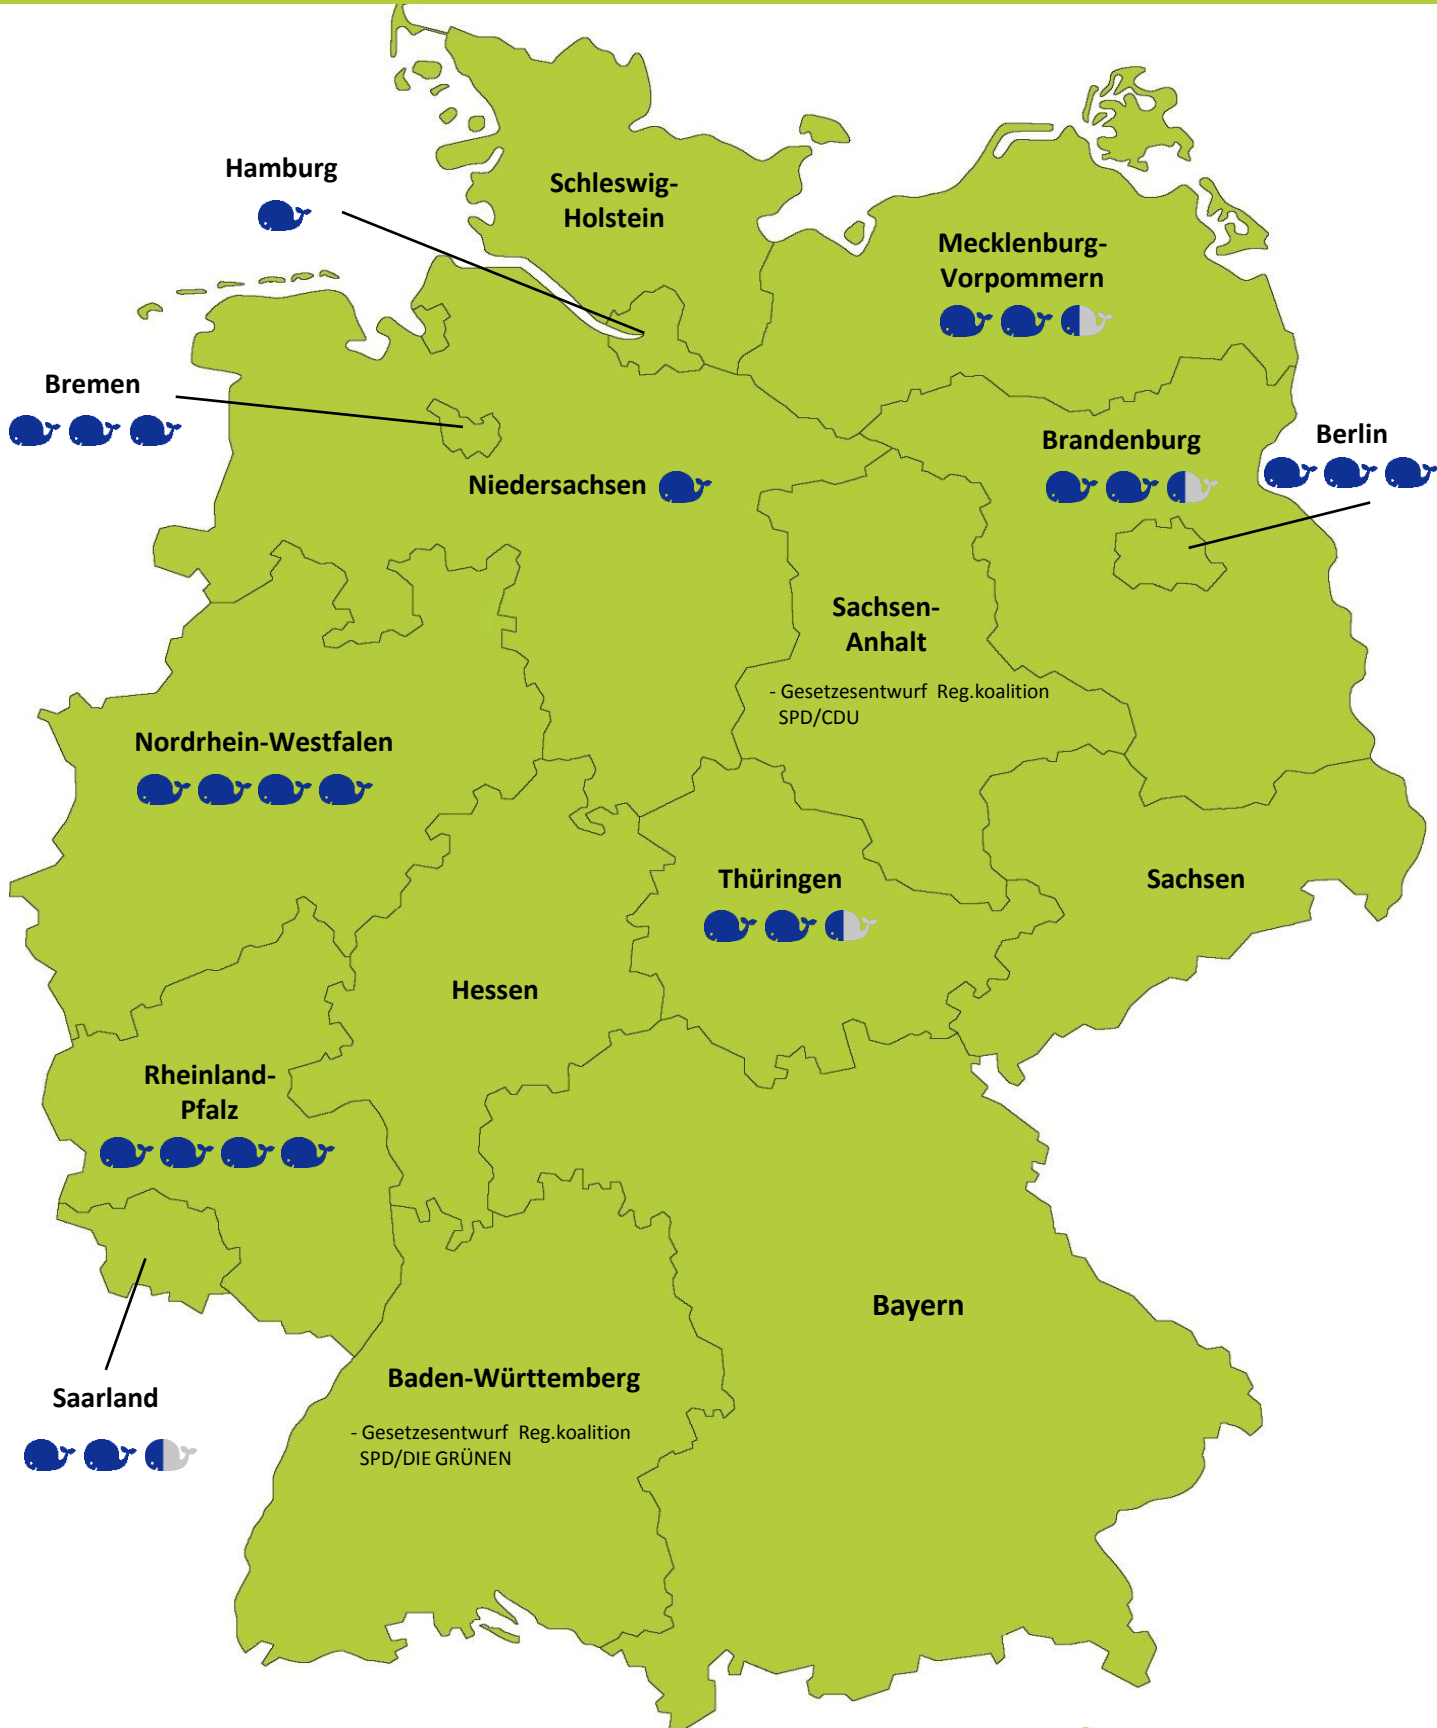 Hamburg
Schleswig-
Holstein
Mecklenburg-
Vorpommern
Bremen
Niedersachsen
Brandenburg
Berlin
Sachsen-
Anhalt
- Gesetzesentwurf Reg.koalition
SPD/CDU
Nordrhein-Westfalen
Thüringen
Sachsen
Hessen
Rheinland-
Pfalz
Saarland
Bayern
Baden-Württemberg
- Gesetzesentwurf Reg.koalition
SPD/DIE GRÜNEN